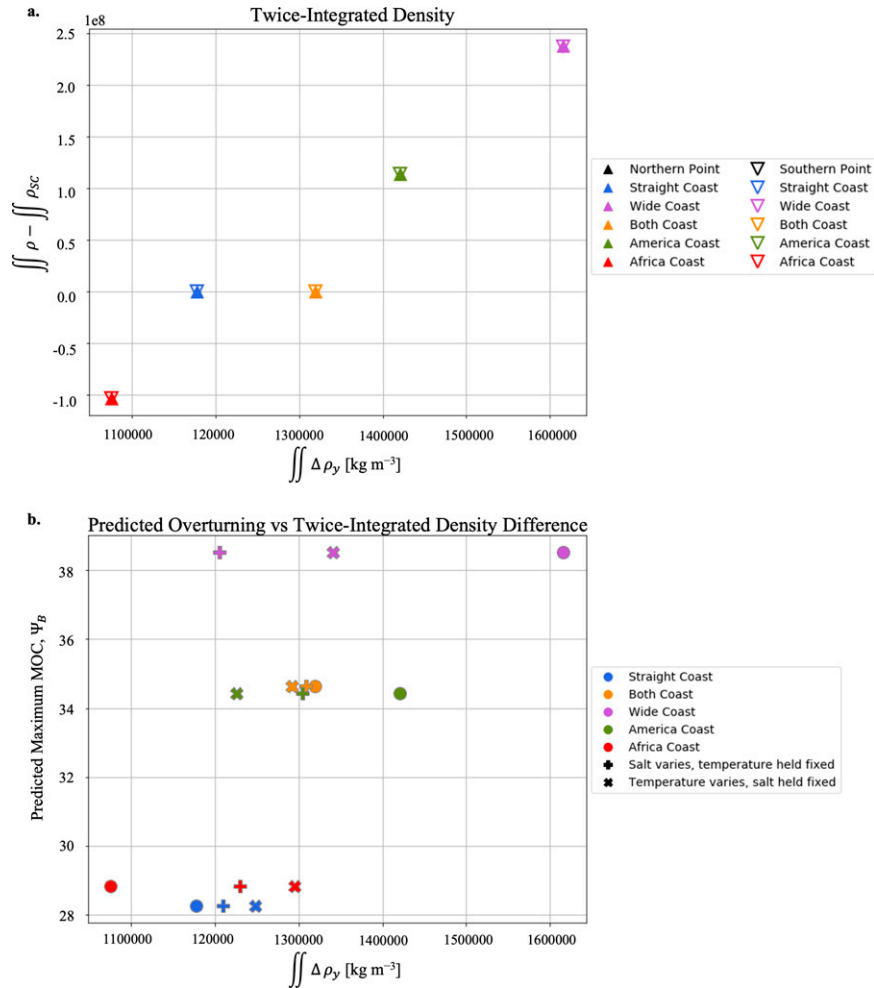 a.
Twice-Integrated Density
1e8
2.5
2.0
1.5
1.0
0.5
0.0
-0.5
-1.0
∬ ρ − ∬ ρSC
1100000 120000 1300000 1400000 1500000 1600000
∬ Δ ρy [kg m⁻³]
Northern Point Southern Point
Straight Coast Straight Coast
Wide Coast Wide Coast
Both Coast Both Coast
America Coast America Coast
Africa Coast Africa Coast
b.
Predicted Overturning vs Twice-Integrated Density Difference
38
36
34
32
30
28
Predicted Maximum MOC, ΨB
1100000 120000 1300000 1400000 1500000 1600000
∬ Δ ρy [kg m⁻³]
Straight Coast
Both Coast
Wide Coast
America Coast
Africa Coast
Salt varies, temperature held fixed
Temperature varies, salt held fixed